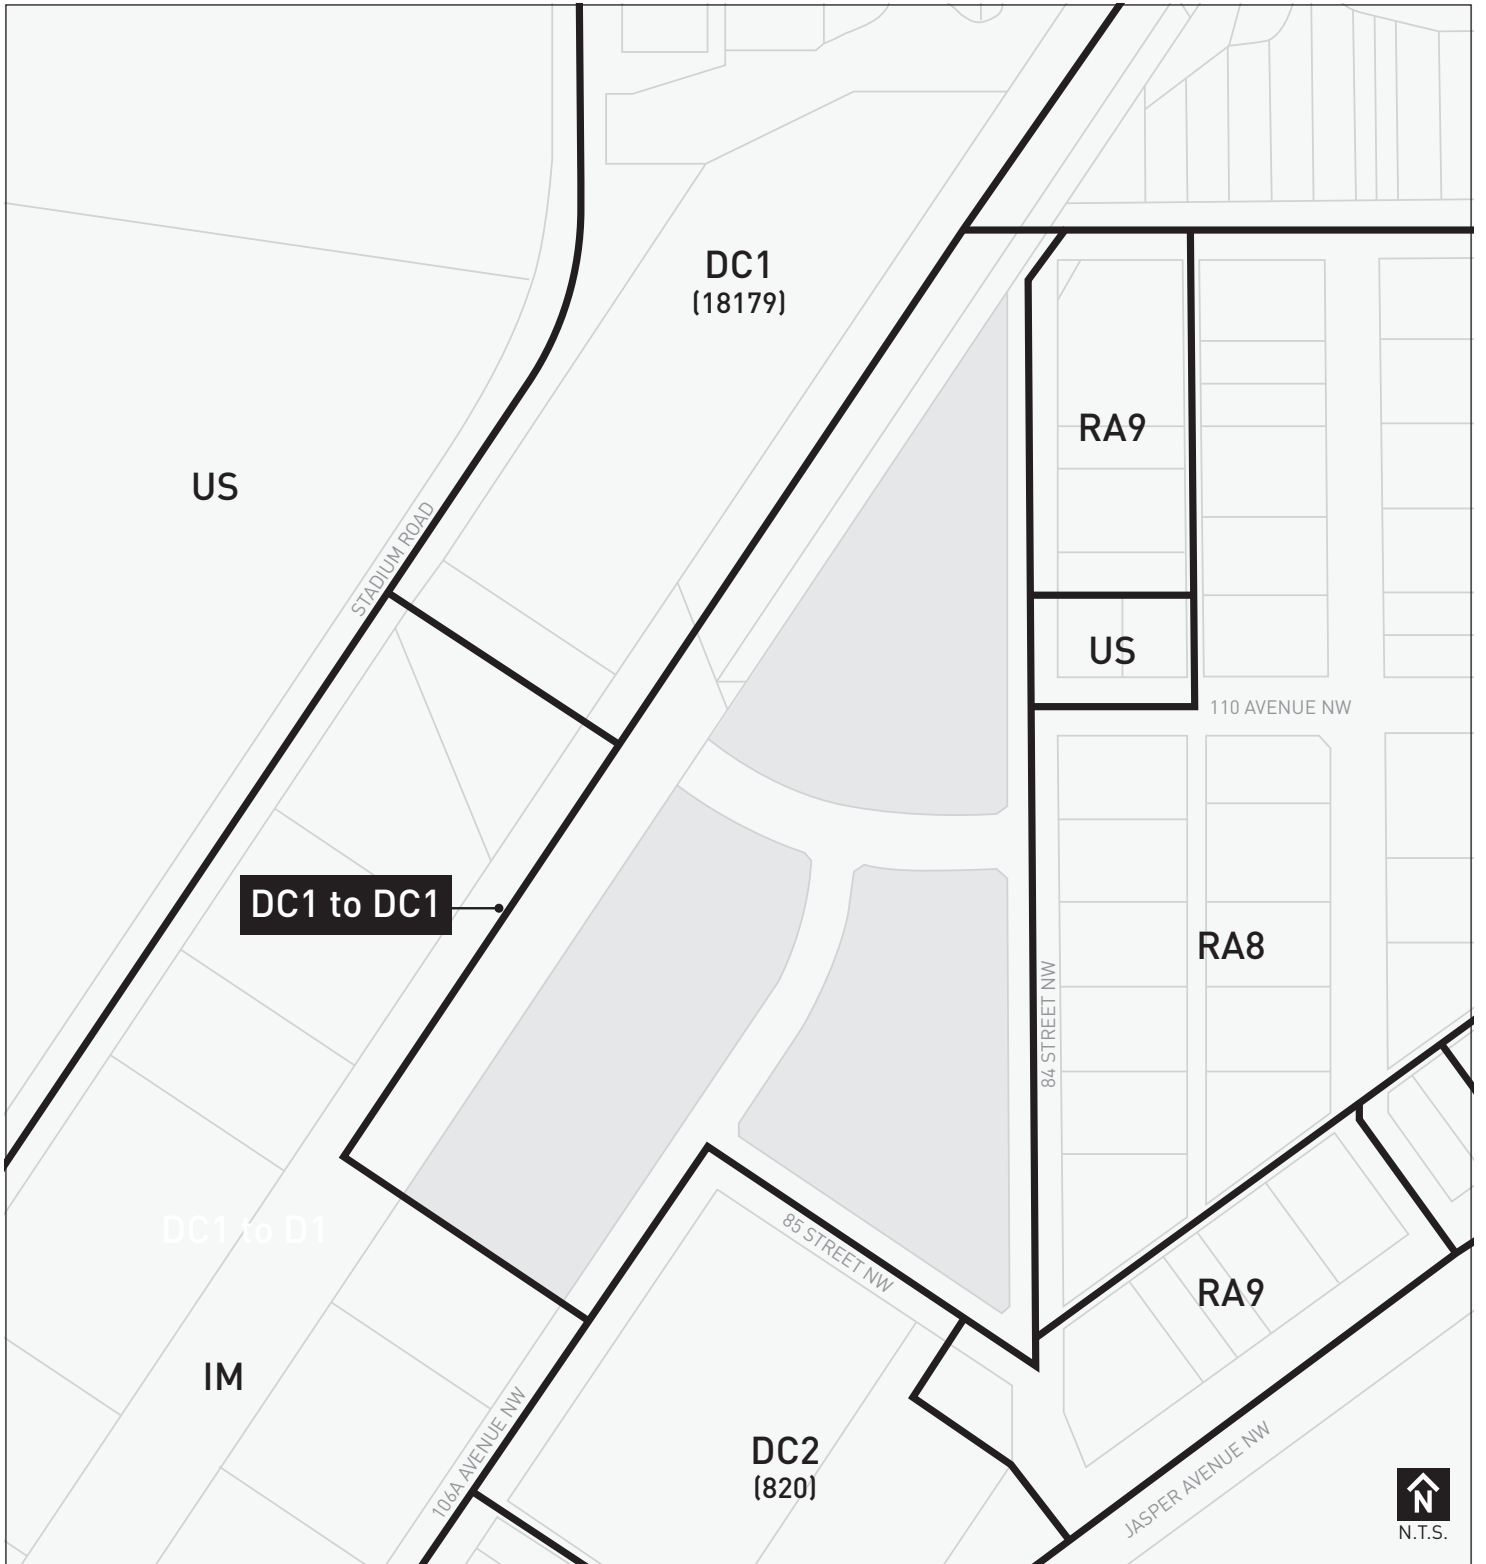 DC1
(18179)
RA9
US
STADIUM ROAD
US
110 AVENUE NW
DC1 to DC1
RA8
84 STREET NW
DC1 to D1
85 STREET NW
RA9
IM
106A AVENUE NW
DC2
(820)
JASPER AVENUE NW
N
N.T.S.